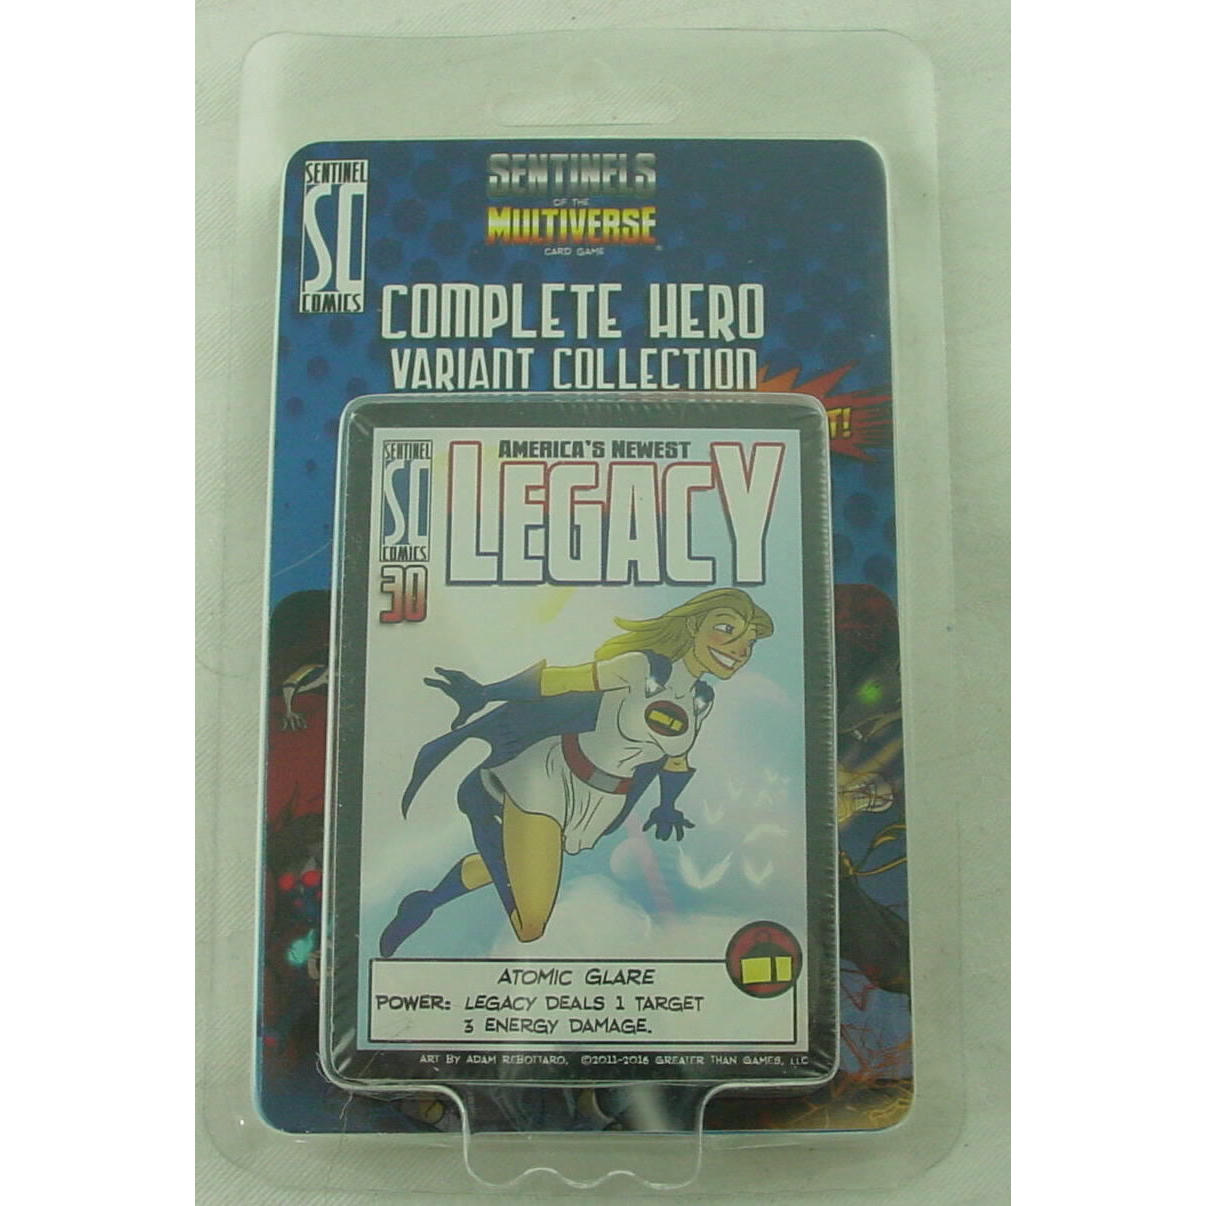 SENTINEL
SC
COMICS
SENTINELS
OF THE
MULTIVERSE
CARD GAME
COMPLETE HERO
VARIANT COLLECTION
AMERICA'S NEWEST
LEGACY
SENTINEL
SC
COMICS
30
ATOMIC GLARE
POWER: LEGACY DEALS 1 TARGET
3 ENERGY DAMAGE.
ART BY ADAM REBOTTARO. ©2011-2016 GREATER THAN GAMES, LLC